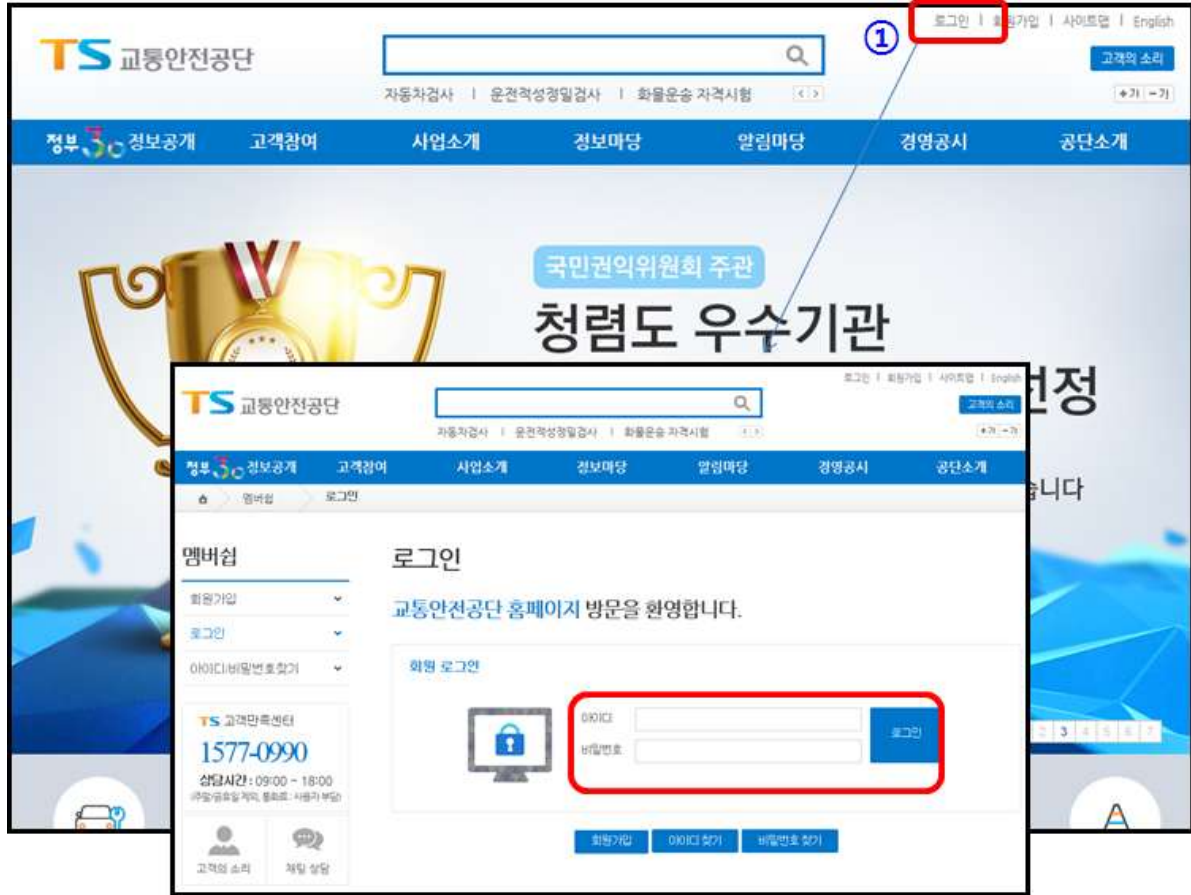 로그인 | 회원가입 | 사이트맵 | English
①
TS 교통안전공단
고객의 소리
자동차검사 | 운전적성정밀검사 | 화물운송 자격시험 < >
+가 -가
정부3.0 정보공개 고객참여 사업소개 정보마당 알림마당 경영공시 공단소개
국민권익위원회 주관
청렴도 우수기관
선정
습니다
2 3 4 5 6 7
로그인 | 회원가입 | 사이트맵 | English
TS 교통안전공단
고객의 소리
자동차검사 | 운전적성정밀검사 | 화물운송 자격시험 < >
+가 -가
정부3.0 정보공개 고객참여 사업소개 정보마당 알림마당 경영공시 공단소개
멤버쉽 로그인
멤버쉽
회원가입
로그인
아이디/비밀번호찾기
TS 고객만족센터
1577-0990
상담시간 : 09:00 ~ 18:00
(주말/공휴일 제외, 통화료 : 사용자 부담)
고객의 소리 채팅 상담
로그인
교통안전공단 홈페이지 방문을 환영합니다.
회원 로그인
아이디
비밀번호
로그인
회원가입 아이디 찾기 비밀번호 찾기